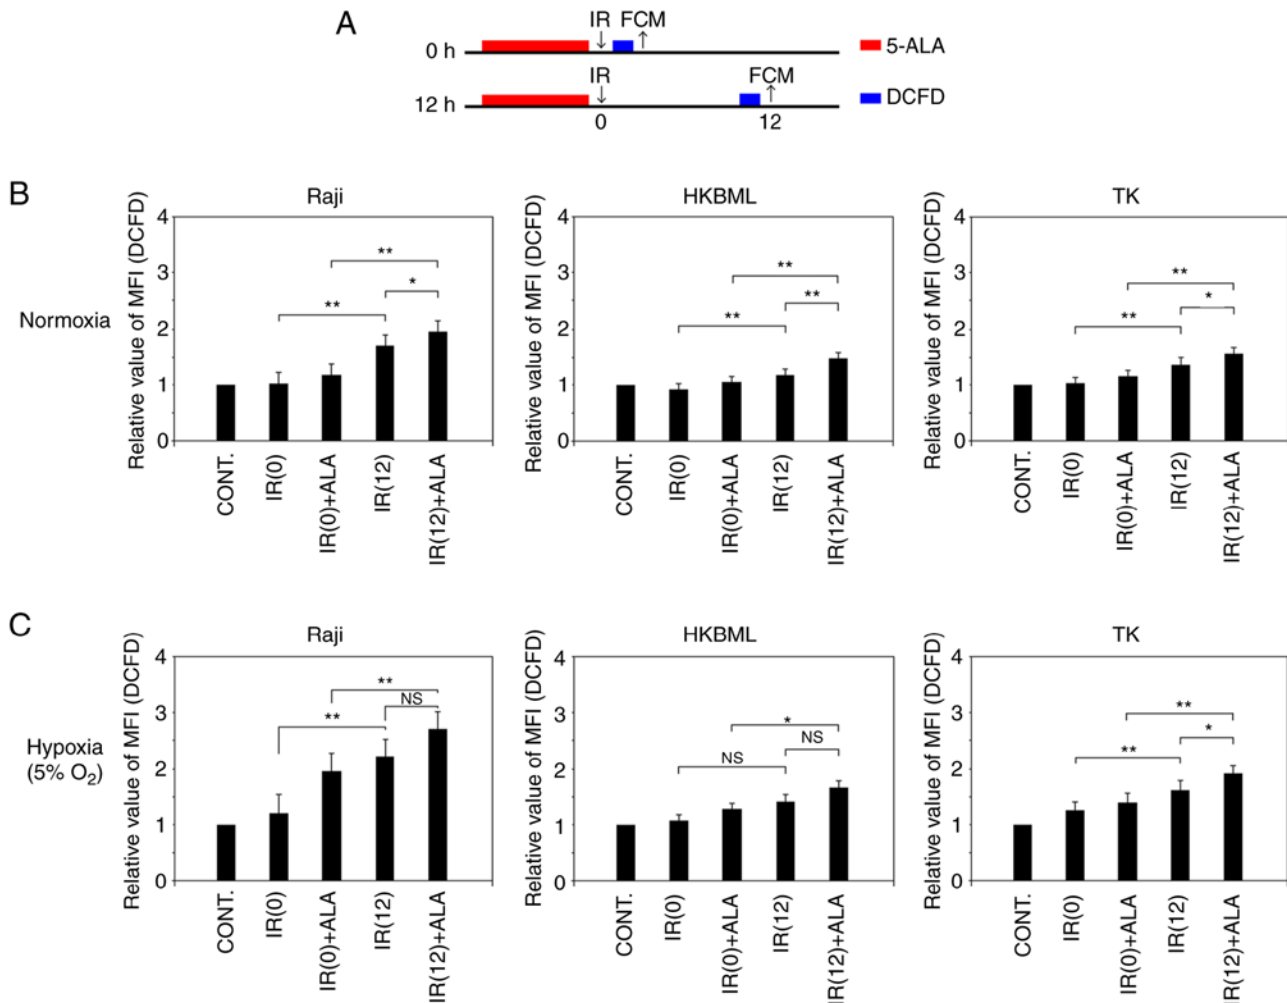 A
IR FCM
0 h
5-ALA
IR FCM
12 h
DCFD
0 12
B
Normoxia
Raji
Relative value of MFI (DCFD)
4
3
2
1
0
**
*
**
CONT.
IR(0)
IR(0)+ALA
IR(12)
IR(12)+ALA
HKBML
Relative value of MFI (DCFD)
4
3
2
1
0
**
**
**
CONT.
IR(0)
IR(0)+ALA
IR(12)
IR(12)+ALA
TK
Relative value of MFI (DCFD)
4
3
2
1
0
**
*
**
CONT.
IR(0)
IR(0)+ALA
IR(12)
IR(12)+ALA
C
Hypoxia
(5% O₂)
Raji
Relative value of MFI (DCFD)
4
3
2
1
0
**
NS
**
CONT.
IR(0)
IR(0)+ALA
IR(12)
IR(12)+ALA
HKBML
Relative value of MFI (DCFD)
4
3
2
1
0
*
NS
NS
CONT.
IR(0)
IR(0)+ALA
IR(12)
IR(12)+ALA
TK
Relative value of MFI (DCFD)
4
3
2
1
0
**
*
**
CONT.
IR(0)
IR(0)+ALA
IR(12)
IR(12)+ALA